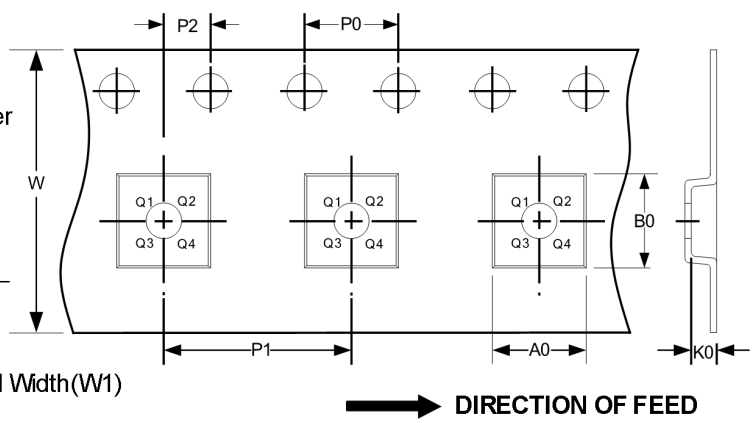 P2
P0
er
W
Q1 Q2
Q3 Q4
Q1 Q2
Q3 Q4
Q1 Q2
Q3 Q4
B0
P1
A0
K0
Width(W1)
DIRECTION OF FEED